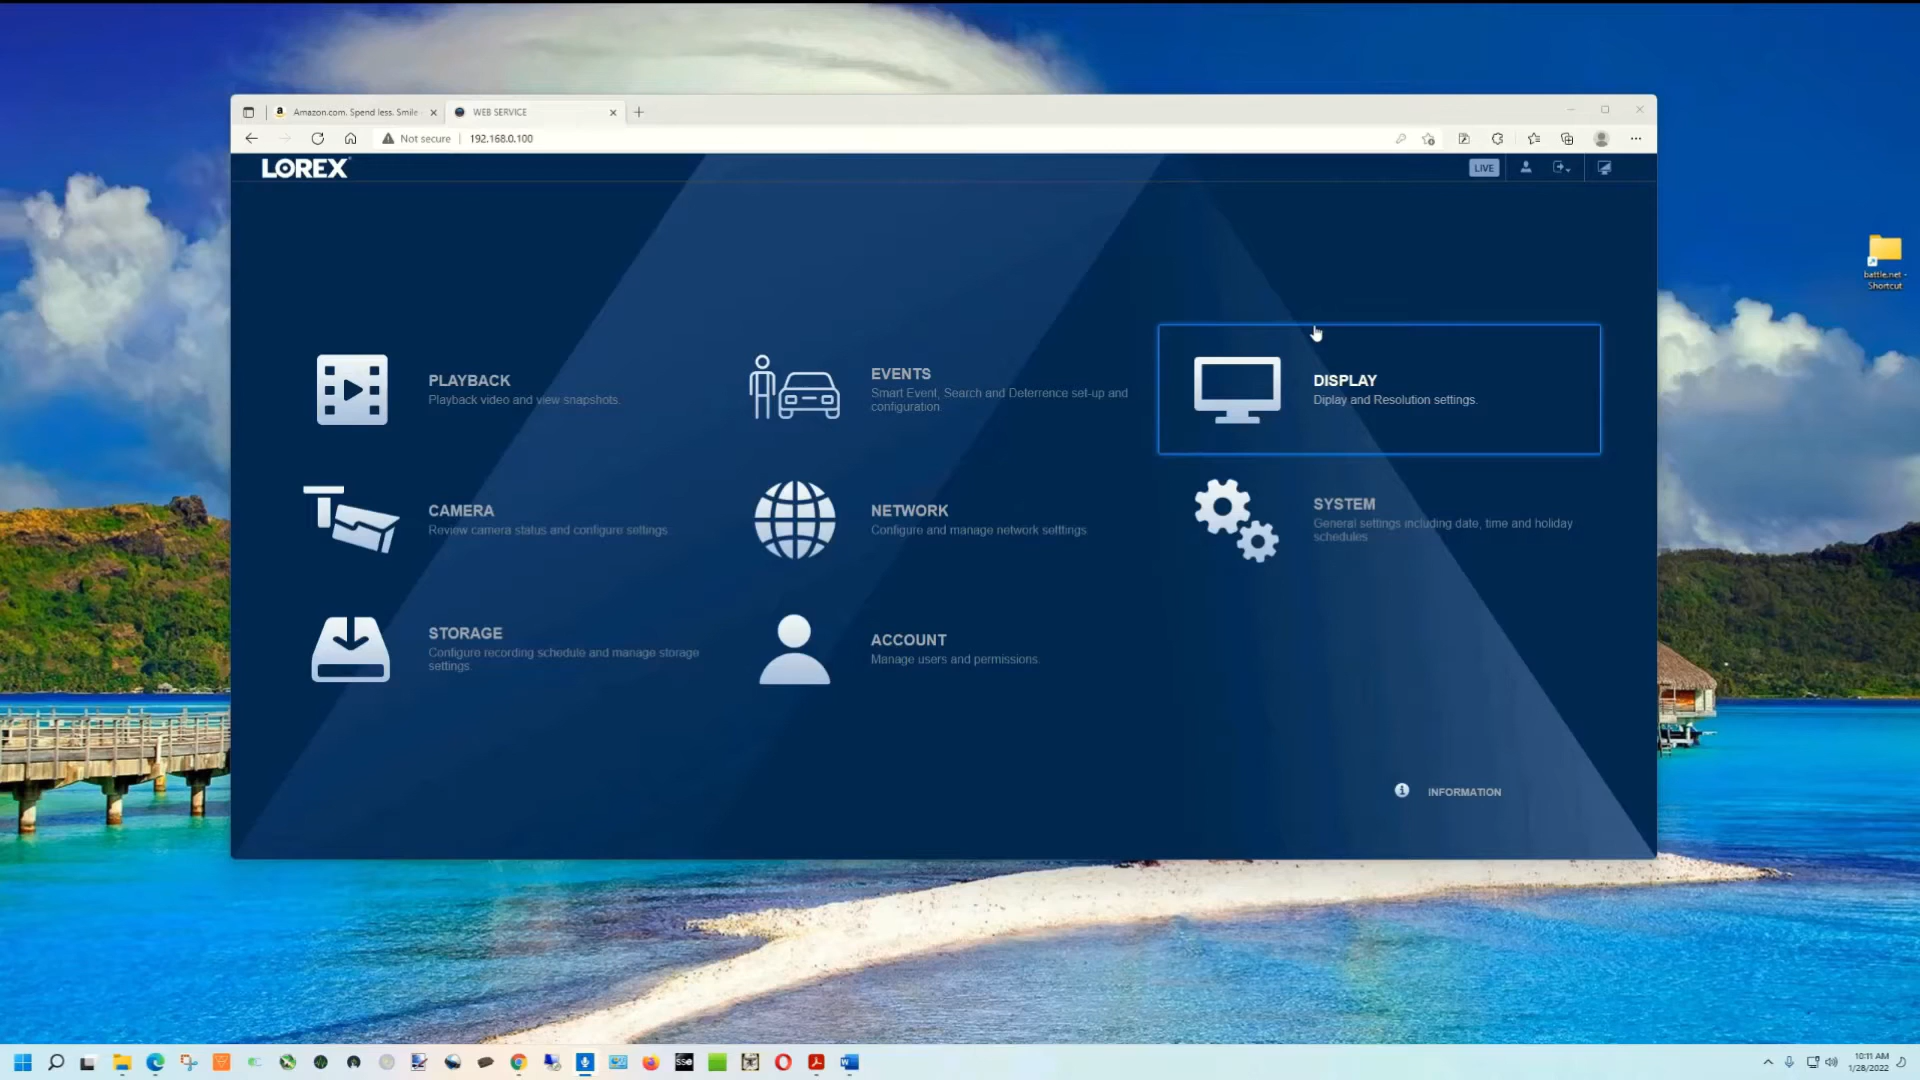 Amazon.com. Spend less. Smile
WEB SERVICE
Not secure
192.168.0.100
LOREX
LIVE
PLAYBACK
Playback video and view snapshots.
EVENTS
Smart Event, Search and Deterrence set-up and
configuration.
DISPLAY
Diplay and Resolution settings.
CAMERA
Review camera status and configure settings.
NETWORK
Configure and manage network setttings.
SYSTEM
General settings including date, time and holiday
schedules
STORAGE
Configure recording schedule and manage storage
settings.
ACCOUNT
Manage users and permissions.
INFORMATION
battle.net -
Shortcut
SSE
10:11 AM
1/28/2022